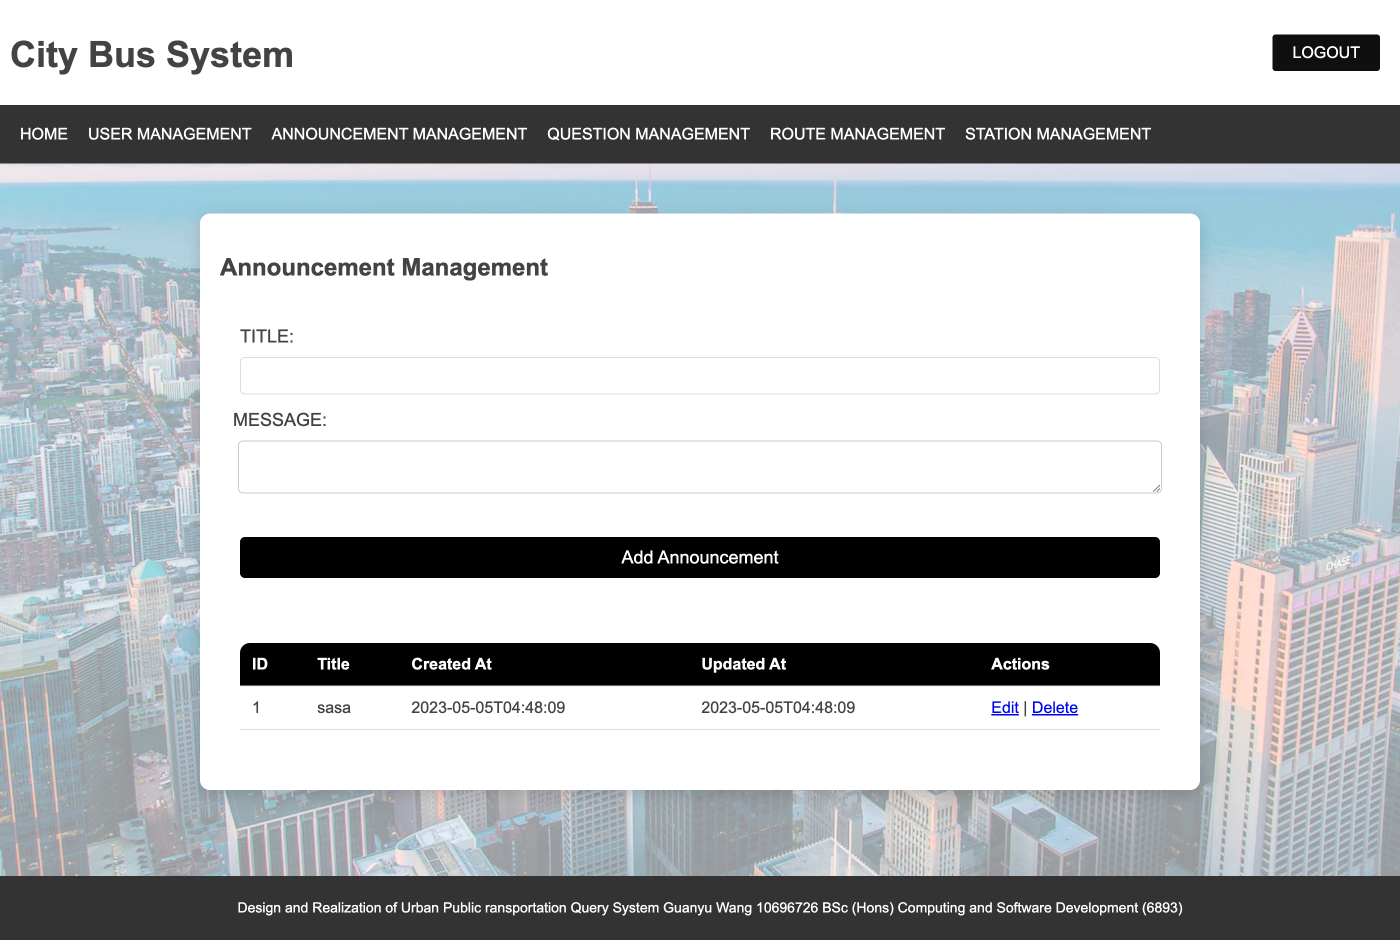 City Bus System
LOGOUT
HOME USER MANAGEMENT ANNOUNCEMENT MANAGEMENT QUESTION MANAGEMENT ROUTE MANAGEMENT STATION MANAGEMENT
Announcement Management
TITLE:
MESSAGE:
Add Announcement
ID Title Created At Updated At Actions
1 sasa 2023-05-05T04:48:09 2023-05-05T04:48:09 Edit | Delete
CHASE
Design and Realization of Urban Public ransportation Query System Guanyu Wang 10696726 BSc (Hons) Computing and Software Development (6893)